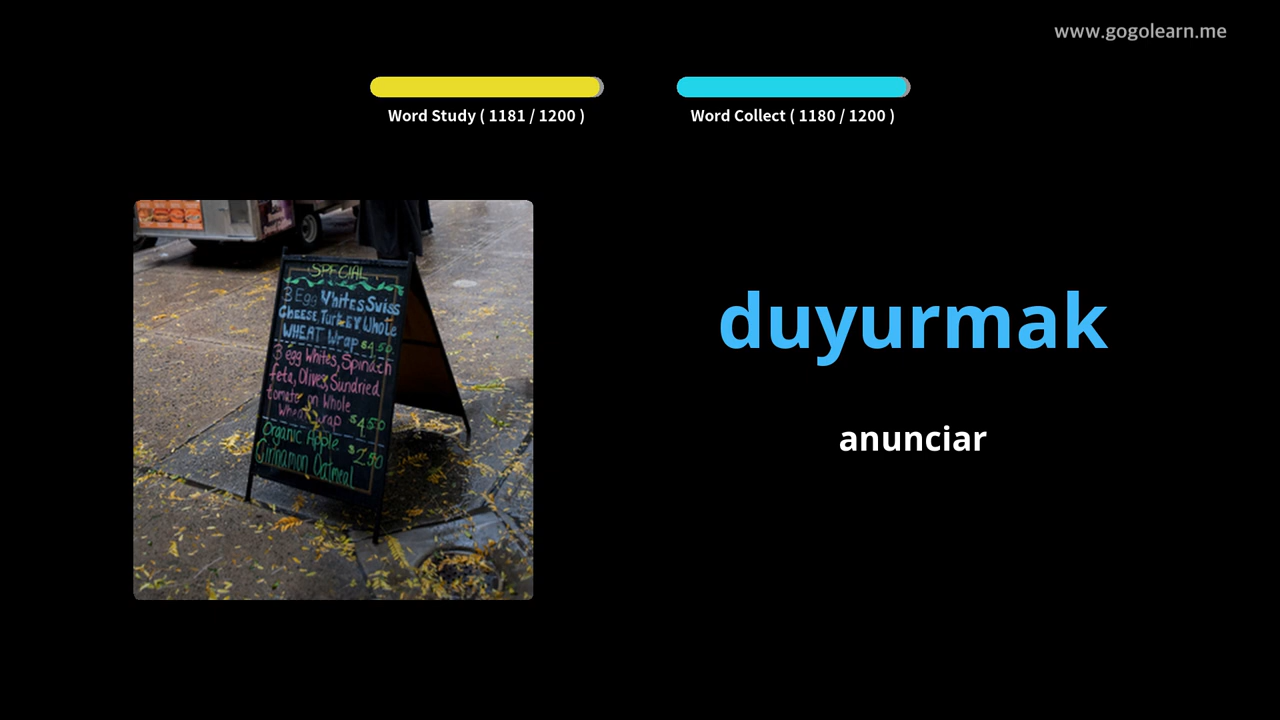 www.gogolearn.me
Word Study ( 1181 / 1200 )
Word Collect ( 1180 / 1200 )
SPECIAL
3 Egg Whites, Swiss
Cheese, Turkey Whole
WHEAT Wrap $4.50
3 egg Whites, Spinach
feta, Olives, Sundried
tomato on Whole
Wheat wrap $4.50
Organic Apple
Cinnamon Oatmeal $2.50
duyurmak
anunciar